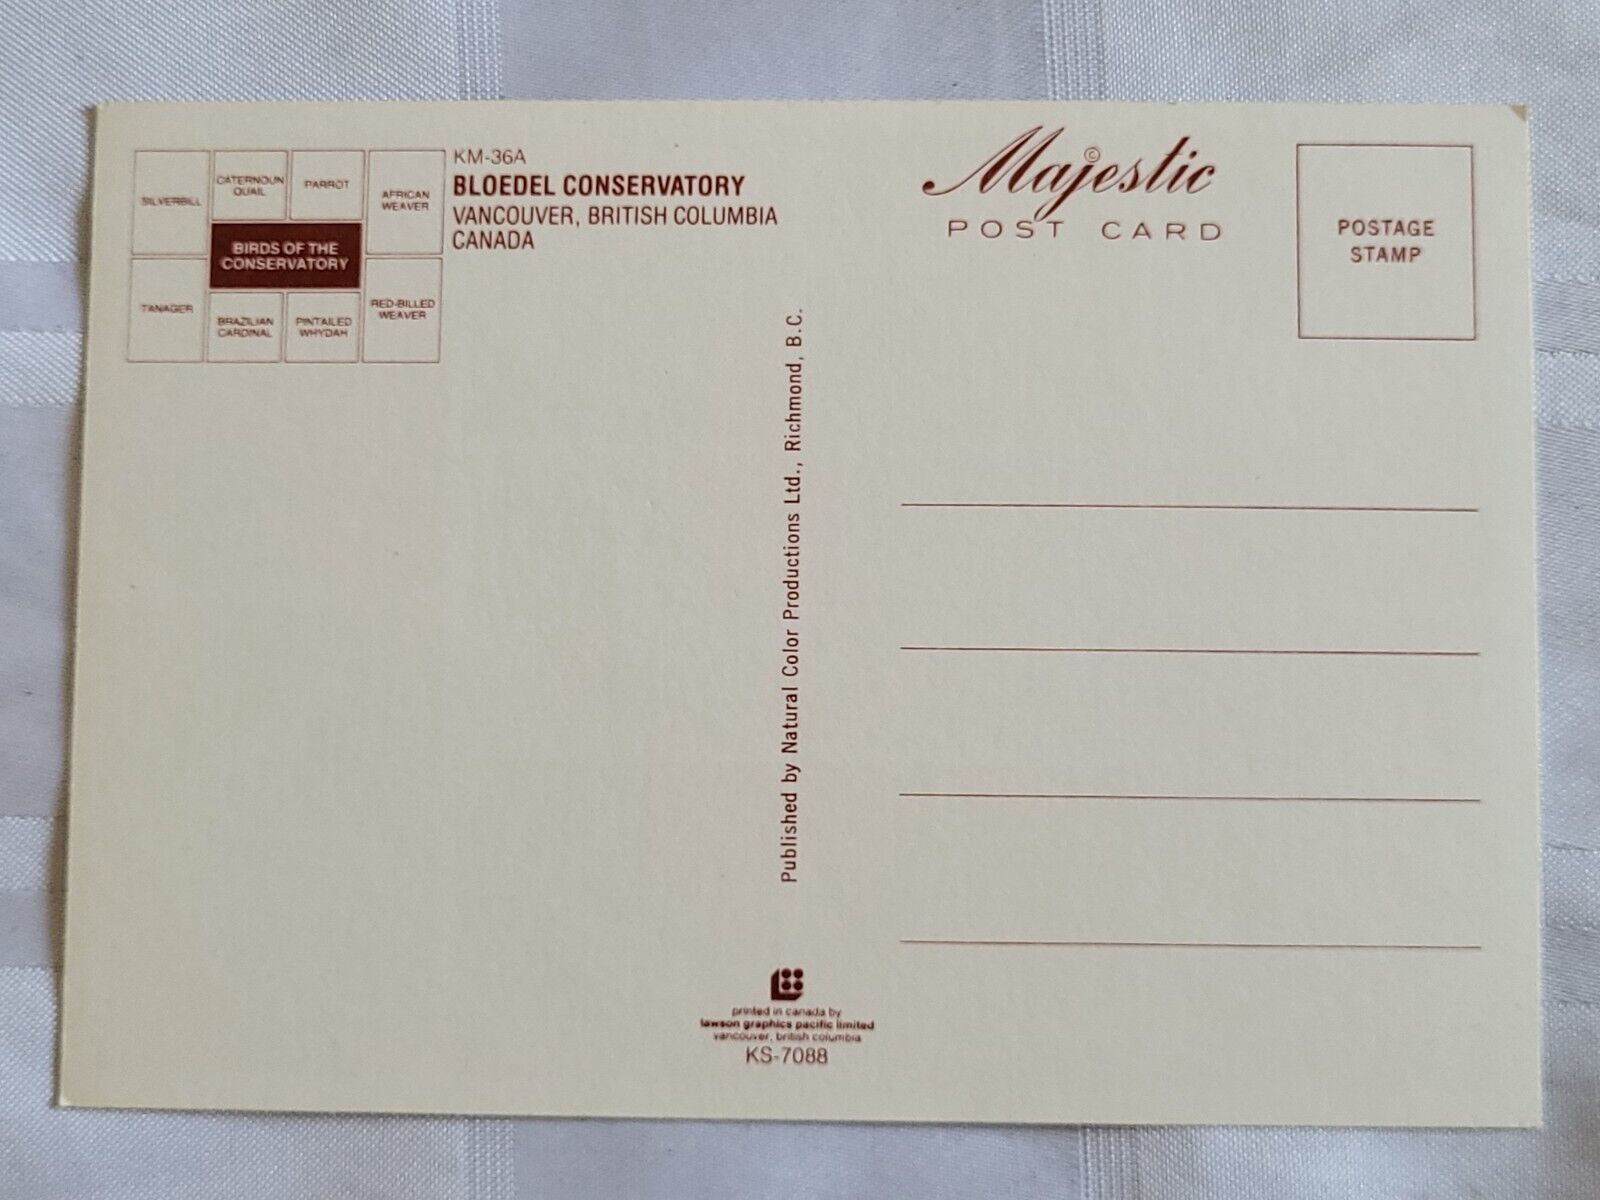 SILVERBILL
CATERNOUN
QUAIL
PARROT
AFRICAN
WEAVER
BIRDS OF THE
CONSERVATORY
TANAGER
BRAZILIAN
CARDINAL
PINTAILED
WHYDAH
RED-BILLED
WEAVER
KM-36A
BLOEDEL CONSERVATORY
VANCOUVER, BRITISH COLUMBIA
CANADA
Majestic ©
POST CARD
POSTAGE
STAMP
Published by Natural Color Productions Ltd., Richmond, B.C.
printed in canada by
lawson graphics pacific limited
vancouver, british columbia
KS-7088